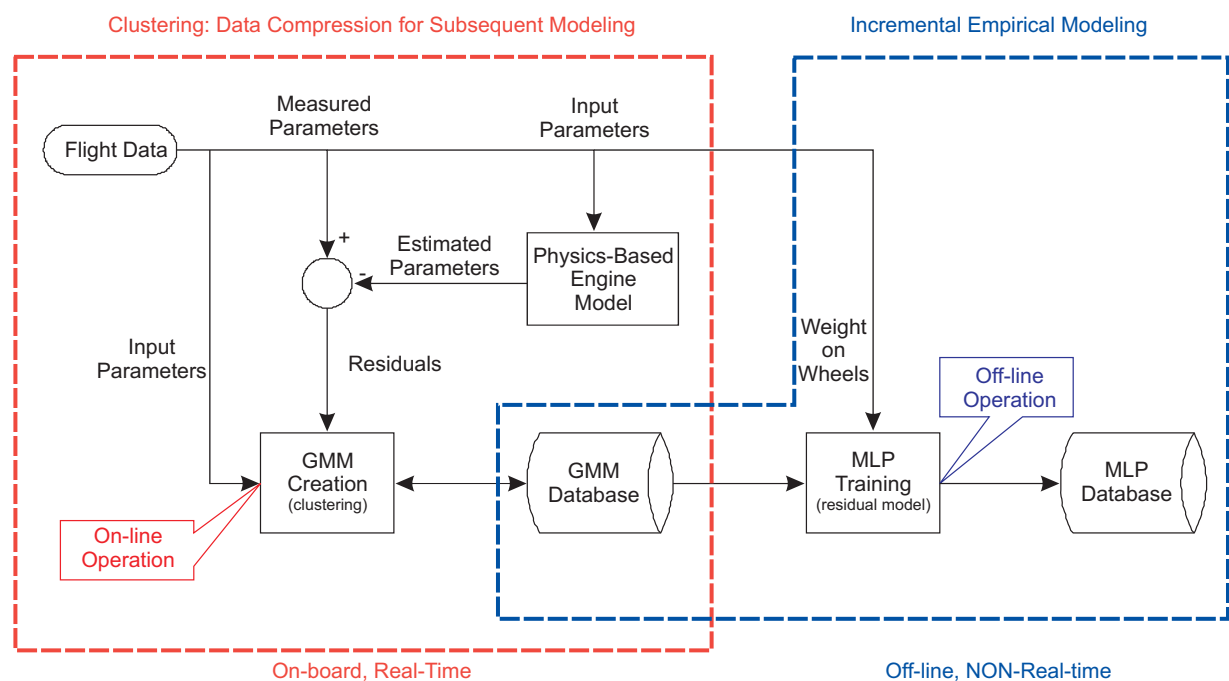 Clustering: Data Compression for Subsequent Modeling
Incremental Empirical Modeling
Measured
Parameters
Input
Parameters
Flight Data
+
-
Estimated
Parameters
Physics-Based
Engine
Model
Input
Parameters
Residuals
Weight
on
Wheels
Off-line
Operation
GMM
Creation
(clustering)
GMM
Database
MLP
Training
(residual model)
MLP
Database
On-line
Operation
On-board, Real-Time
Off-line, NON-Real-time